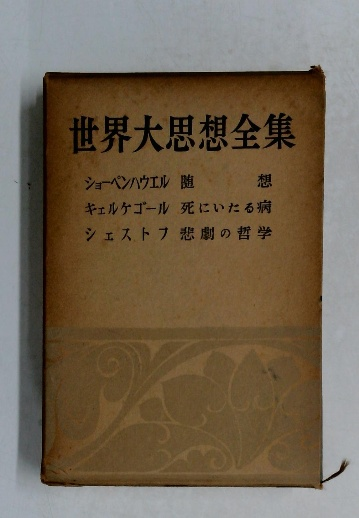 世界大思想全集
ショーペンハウエル 随想
キェルケゴール 死にいたる病
シェストフ 悲劇の哲学